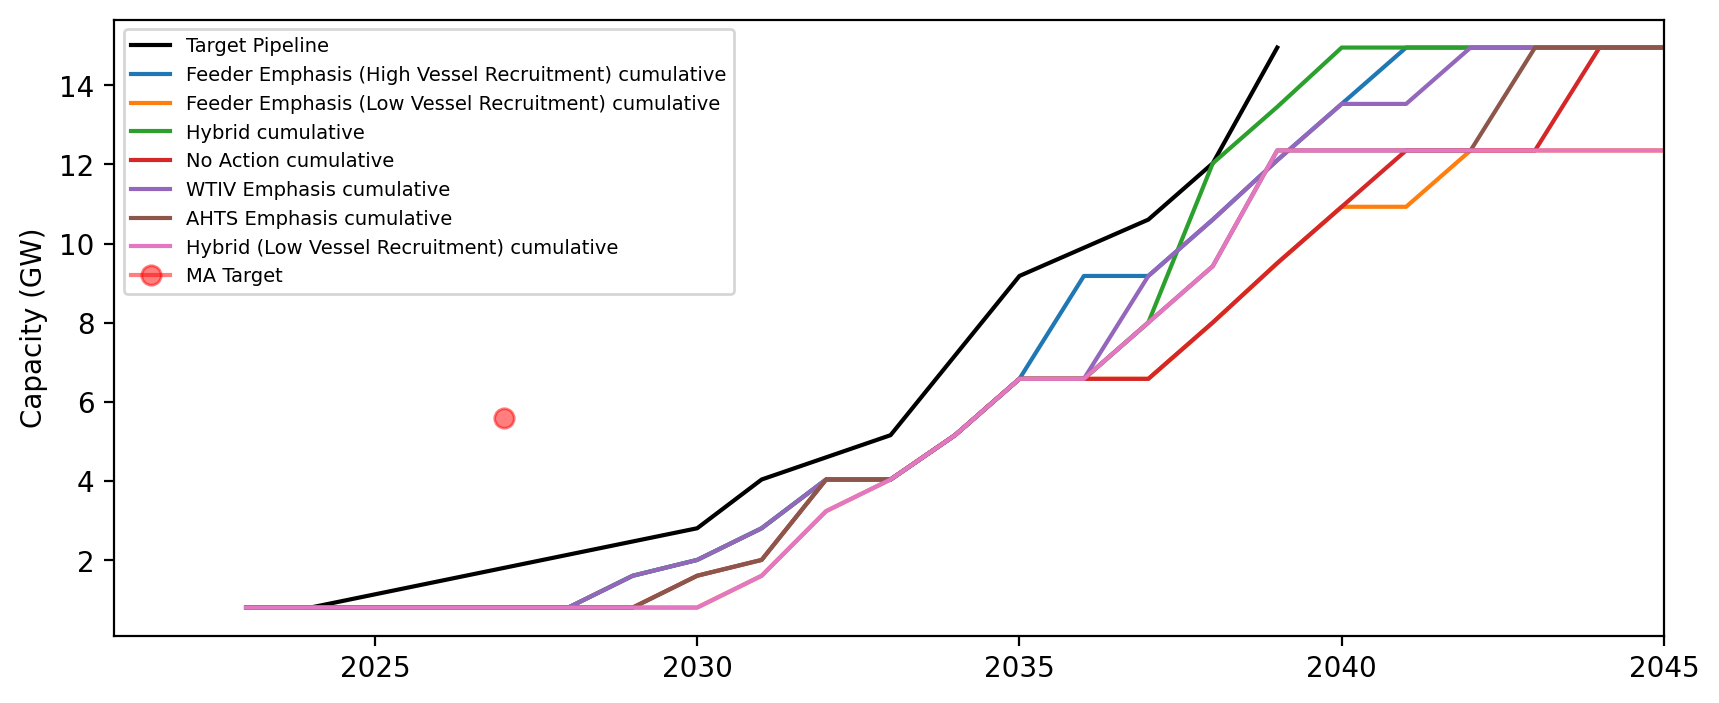 Target Pipeline
Feeder Emphasis (High Vessel Recruitment) cumulative
Feeder Emphasis (Low Vessel Recruitment) cumulative
Hybrid cumulative
No Action cumulative
WTIV Emphasis cumulative
AHTS Emphasis cumulative
Hybrid (Low Vessel Recruitment) cumulative
MA Target
Capacity (GW)
14
12
10
8
6
4
2
2025
2030
2035
2040
2045